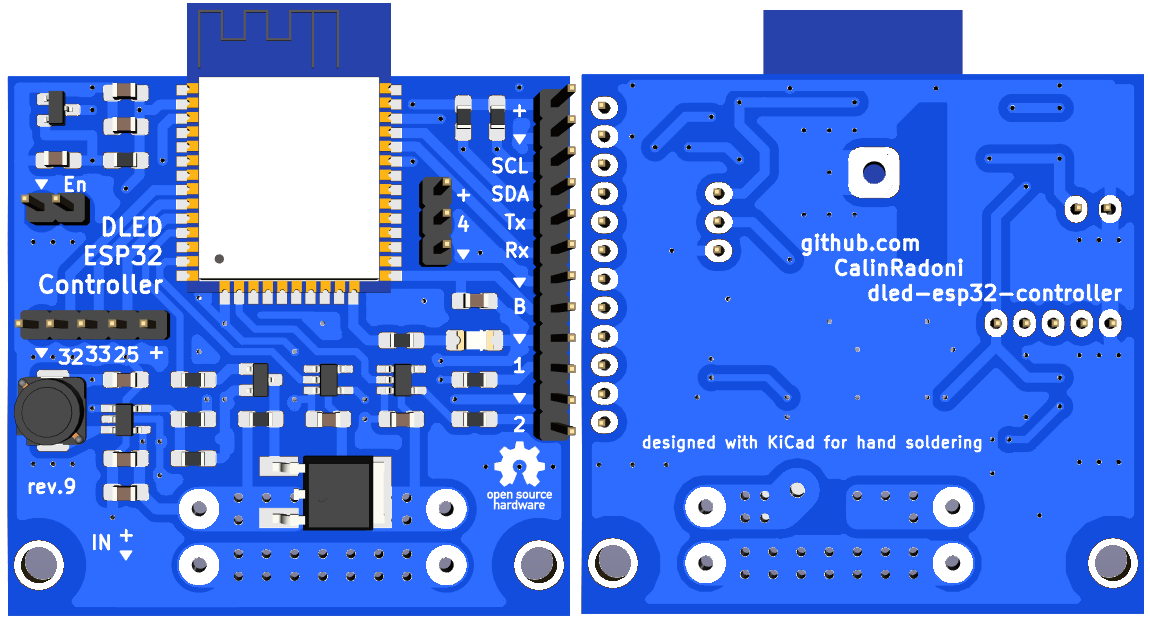 En
DLED
ESP32
Controller
32 33 25 +
rev.9
IN +
+
4
+
SCL
SDA
Tx
Rx
B
1
2
open source
hardware
github.com
CalinRadoni
dled-esp32-controller
designed with KiCad for hand soldering